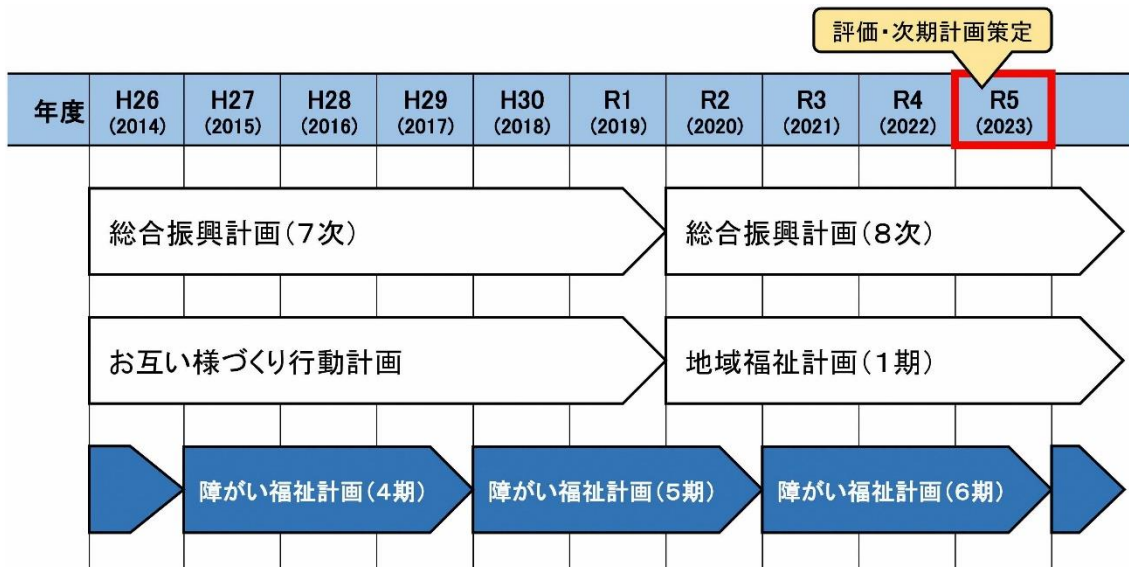 評価・次期計画策定
年度 H26 H27 H28 H29 H30 R1 R2 R3 R4 R5
(2014) (2015) (2016) (2017) (2018) (2019) (2020) (2021) (2022) (2023)
総合振興計画(7次) 総合振興計画(8次)
お互い様づくり行動計画 地域福祉計画(1期)
障がい福祉計画(4期) 障がい福祉計画(5期) 障がい福祉計画(6期)